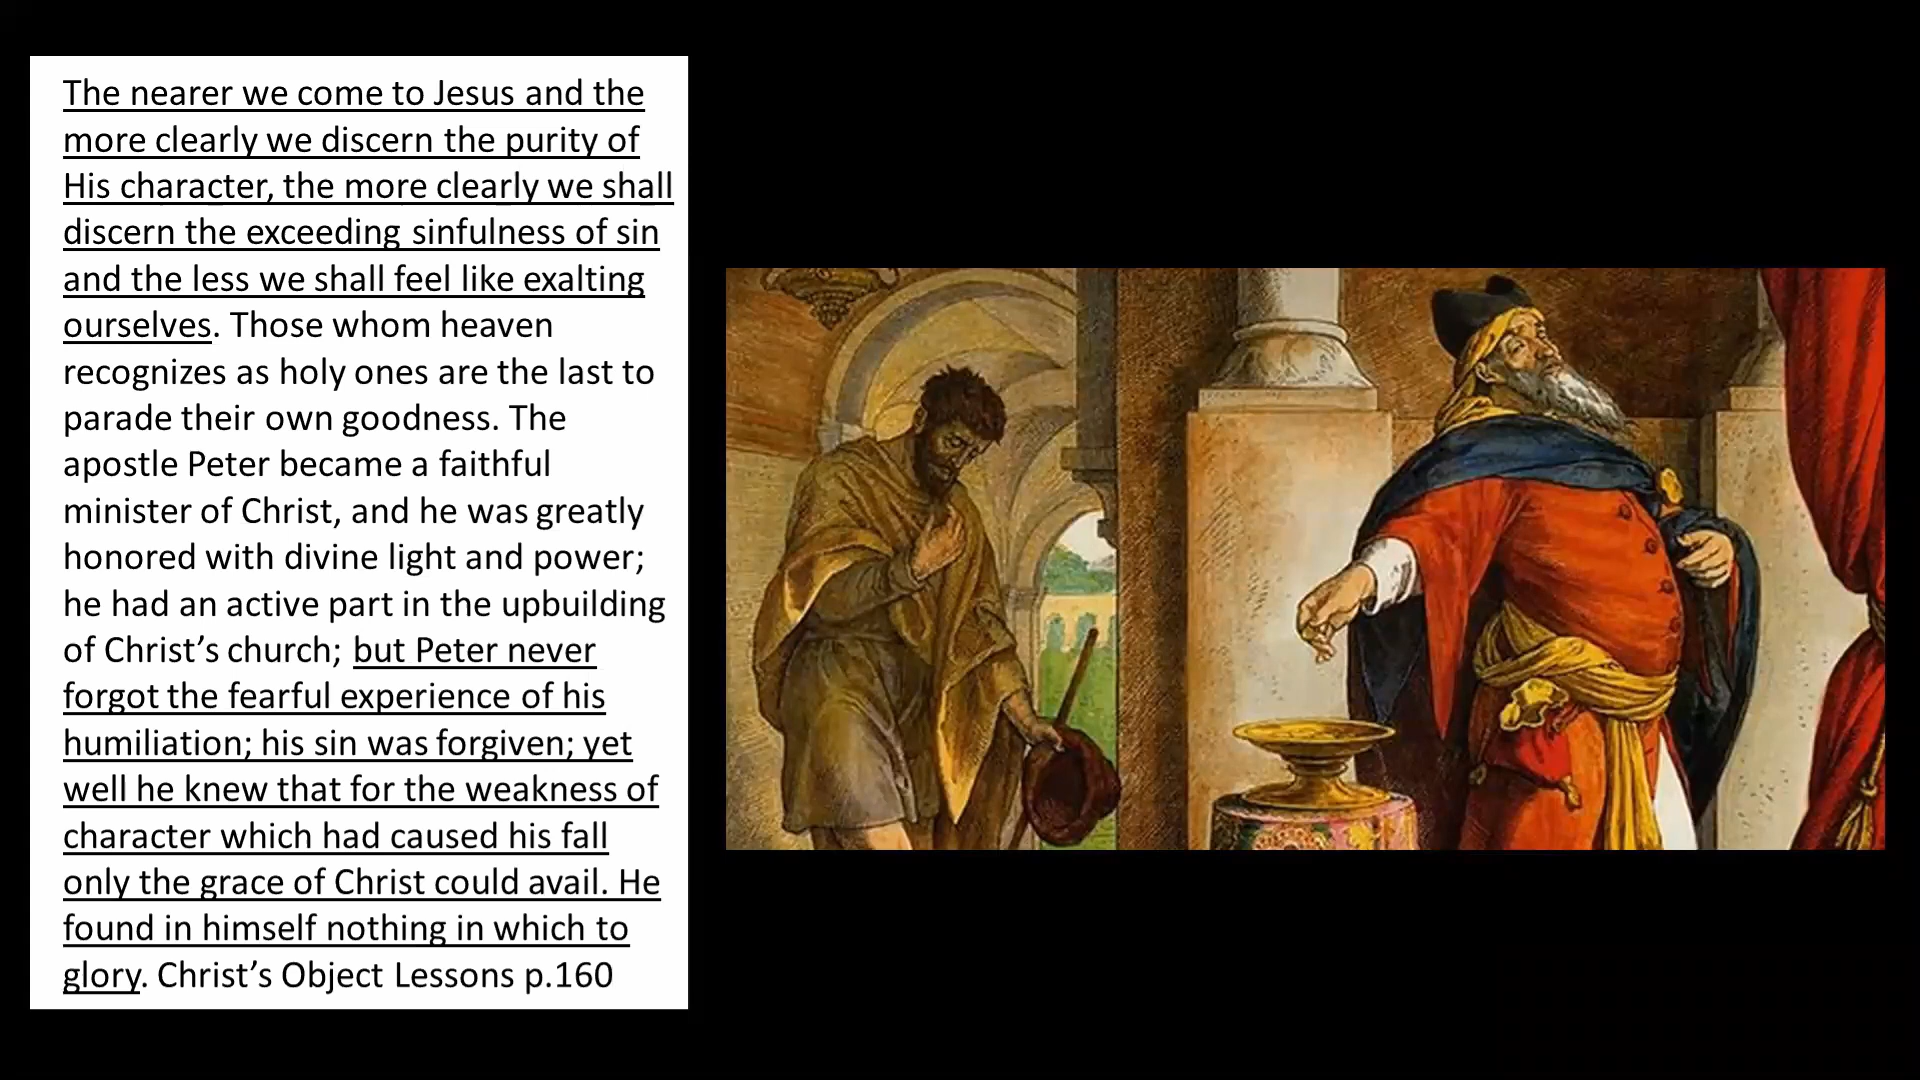 The nearer we come to Jesus and the
more clearly we discern the purity of
His character, the more clearly we shall
discern the exceeding sinfulness of sin
and the less we shall feel like exalting
ourselves. Those whom heaven
recognizes as holy ones are the last to
parade their own goodness. The
apostle Peter became a faithful
minister of Christ, and he was greatly
honored with divine light and power;
he had an active part in the upbuilding
of Christ’s church; but Peter never
forgot the fearful experience of his
humiliation; his sin was forgiven; yet
well he knew that for the weakness of
character which had caused his fall
only the grace of Christ could avail. He
found in himself nothing in which to
glory. Christ’s Object Lessons p.160